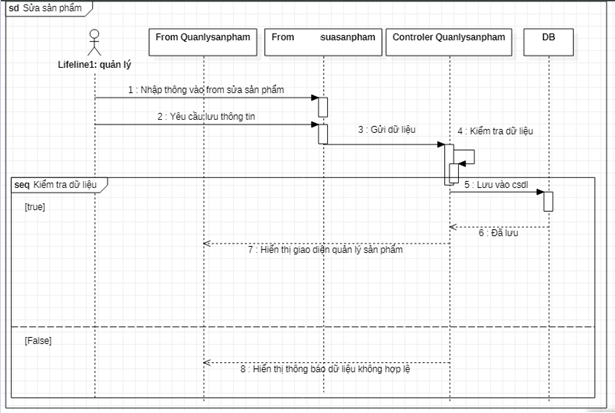 sd Sửa sản phẩm
From Quanlysanpham
From suasanpham
Controler Quanlysanpham
DB
Lifeline1: quản lý
1 : Nhập thông vào from sửa sản phẩm
2 : Yêu cầu lưu thông tin
3 : Gửi dữ liệu
4 : Kiểm tra dữ liệu
seq Kiểm tra dữ liệu
5 : Lưu vào csdl
[true]
6 : Đã lưu
7 : Hiển thị giao diện quản lý sản phẩm
[False]
8 : Hiển thị thông báo dữ liệu không hợp lệ